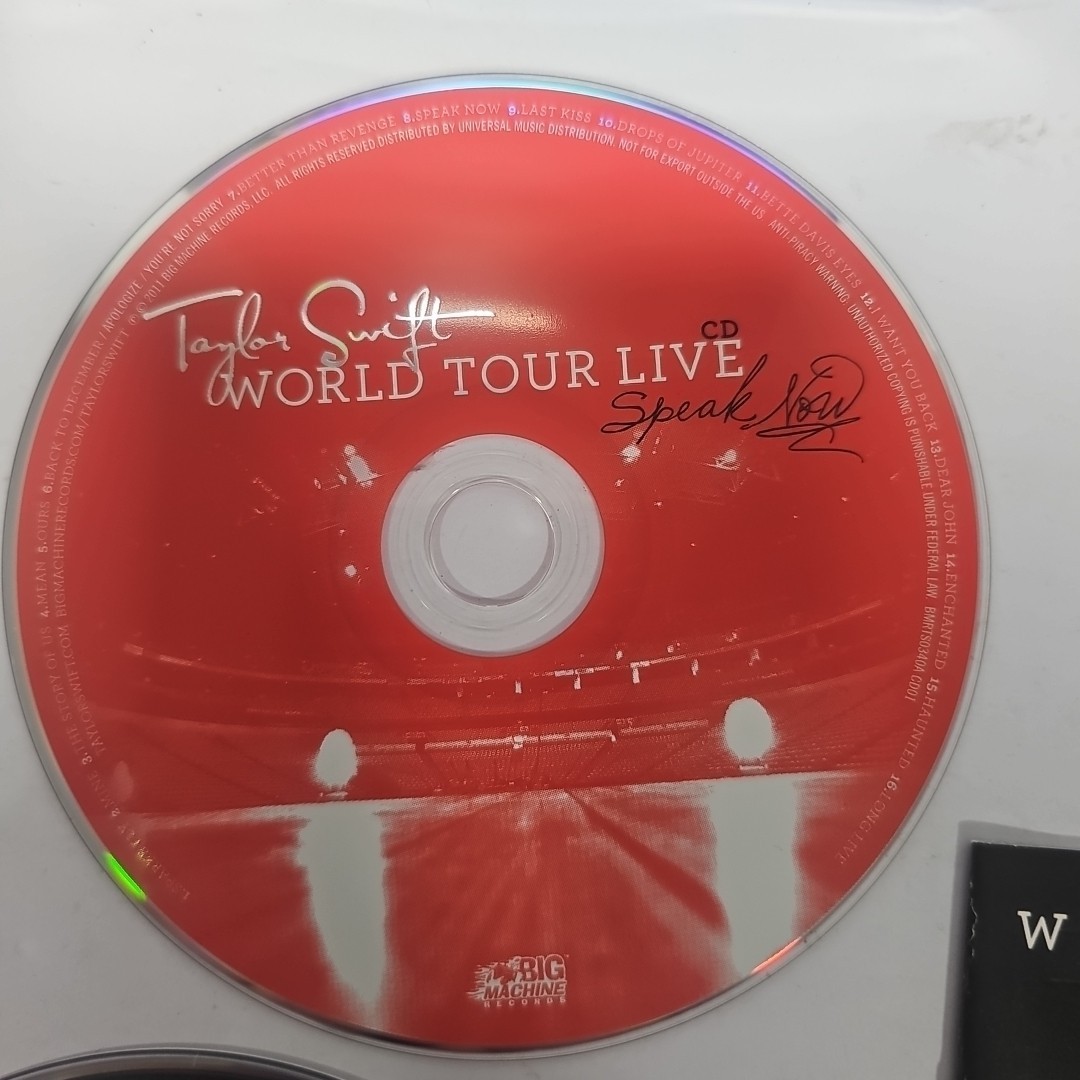 1.SPARKS FLY 2.MINE 3.THE STORY OF US 4.MEAN 5.OURS 6.BACK TO DECEMBER / APOLOGIZE / YOU'RE NOT SORRY 7.BETTER THAN REVENGE 8.SPEAK NOW 9.LAST KISS 10.DROPS OF JUPITER 11.BETTE DAVIS EYES 12.I WANT YOU BACK 13.DEAR JOHN 14.ENCHANTED 15.HAUNTED 16.LONG LIVE
TAYLORSWIFT.COM BIGMACHINERECORDS.COM/TAYLORSWIFT ℗ © 2011 BIG MACHINE RECORDS, LLC. ALL RIGHTS RESERVED. DISTRIBUTED BY UNIVERSAL MUSIC DISTRIBUTION. NOT FOR EXPORT OUTSIDE THE US ANTI-PIRACY WARNING: UNAUTHORIZED COPYING IS PUNISHABLE UNDER FEDERAL LAW. BMRTS0340A CD01
Taylor Swift
CD
WORLD TOUR LIVE
Speak Now
BIG
MACHINE
RECORDS
W